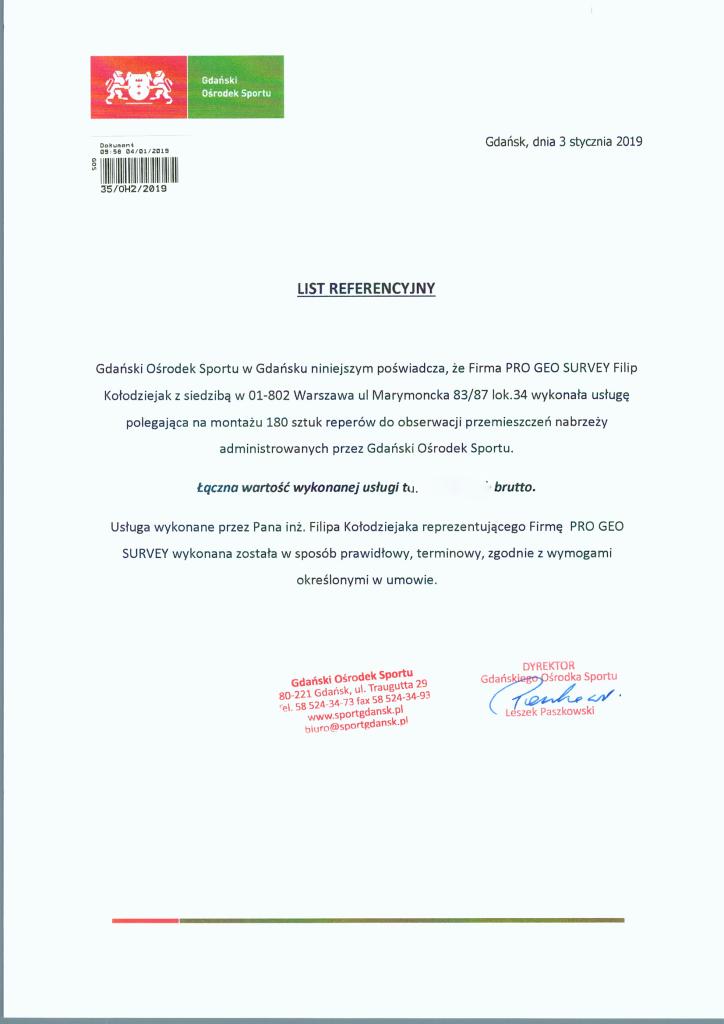 Gdański
Ośrodek Sportu
Dokument
09:58 04/01/2019
GOS
35/OH2/2019
Gdańsk, dnia 3 stycznia 2019
LIST REFERENCYJNY
Gdański Ośrodek Sportu w Gdańsku niniejszym poświadcza, że Firma PRO GEO SURVEY Filip
Kołodziejak z siedzibą w 01-802 Warszawa ul Marymoncka 83/87 lok.34 wykonała usługę
polegająca na montażu 180 sztuk reperów do obserwacji przemieszczeń nabrzeży
administrowanych przez Gdański Ośrodek Sportu.
Łączna wartość wykonanej usługi tu. brutto.
Usługa wykonane przez Pana inż. Filipa Kołodziejaka reprezentującego Firmę PRO GEO
SURVEY wykonana została w sposób prawidłowy, terminowy, zgodnie z wymogami
określonymi w umowie.
Gdański Ośrodek Sportu
80-221 Gdańsk, ul. Traugutta 29
tel. 58 524-34-73 fax 58 524-34-93
www.sportgdansk.pl
biuro@sportgdansk.pl
DYREKTOR
Gdańskiego Ośrodka Sportu
Leszek Paszkowski